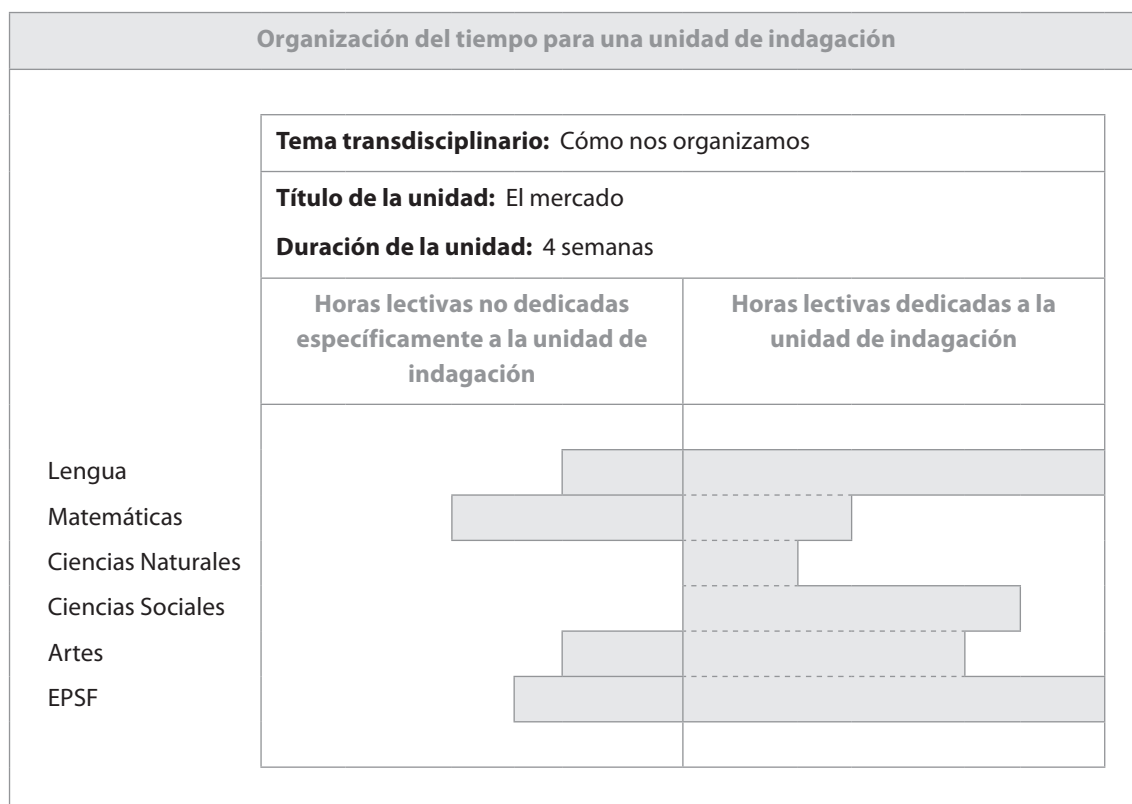 Organización del tiempo para una unidad de indagación
Tema transdisciplinario: Cómo nos organizamos
Título de la unidad: El mercado
Duración de la unidad: 4 semanas
Horas lectivas no dedicadas
específicamente a la unidad de
indagación
Horas lectivas dedicadas a la
unidad de indagación
Lengua
Matemáticas
Ciencias Naturales
Ciencias Sociales
Artes
EPSF